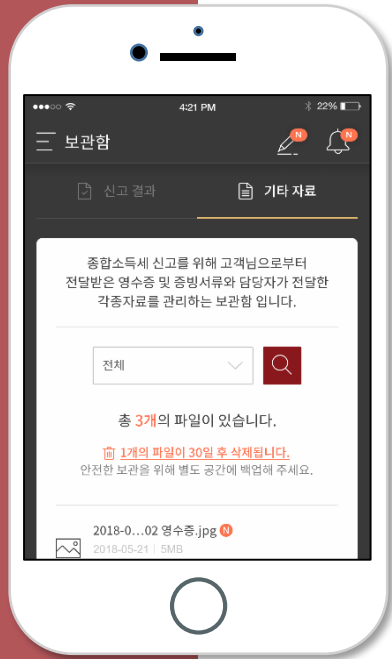 4:21 PM 22%
보관함 N N
신고 결과 기타 자료
종합소득세 신고를 위해 고객님으로부터
전달받은 영수증 및 증빙서류와 담당자가 전달한
각종자료를 관리하는 보관함 입니다.
전체
총 3개의 파일이 있습니다.
1개의 파일이 30일 후 삭제됩니다.
안전한 보관을 위해 별도 공간에 백업해 주세요.
2018-0...02 영수증.jpg N
2018-05-21 | 5MB